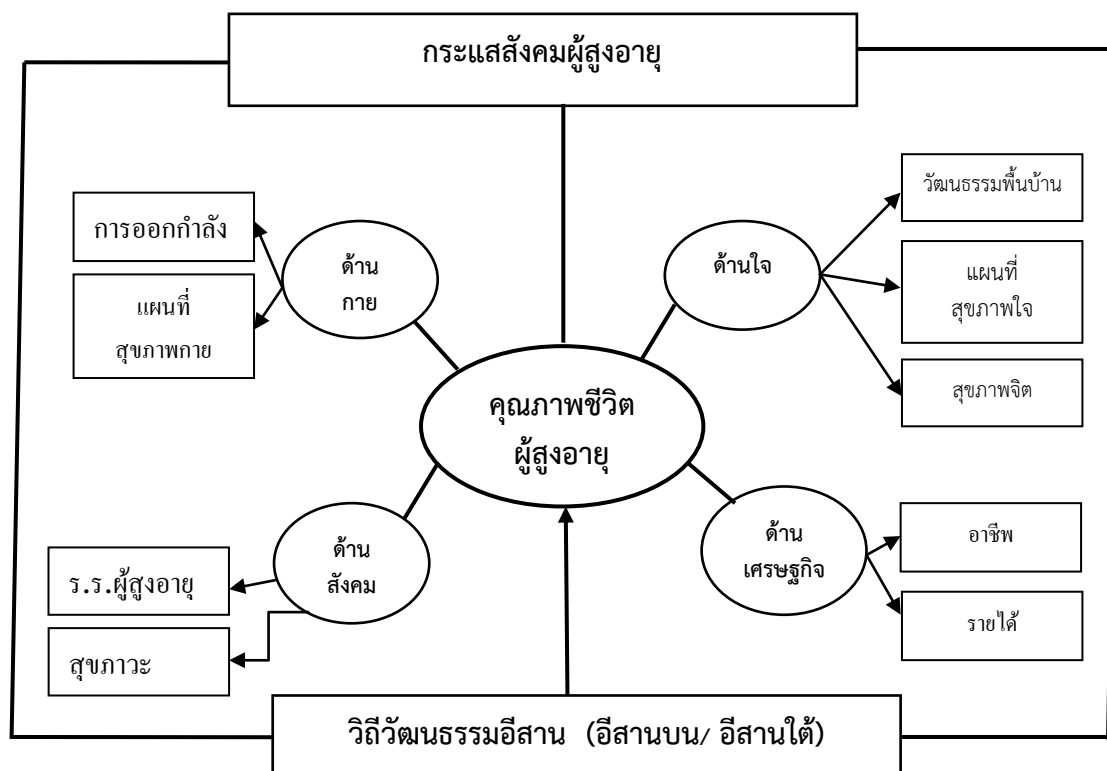 กระแสสังคมผู้สูงอายุ
การออกกำลัง
แผนที่
สุขภาพกาย
ด้าน
กาย
ด้านใจ
วัฒนธรรมพื้นบ้าน
แผนที่
สุขภาพใจ
สุขภาพจิต
คุณภาพชีวิต
ผู้สูงอายุ
ร.ร.ผู้สูงอายุ
สุขภาวะ
ด้าน
สังคม
ด้าน
เศรษฐกิจ
อาชีพ
รายได้
วิถีวัฒนธรรมอีสาน (อีสานบน/ อีสานใต้)